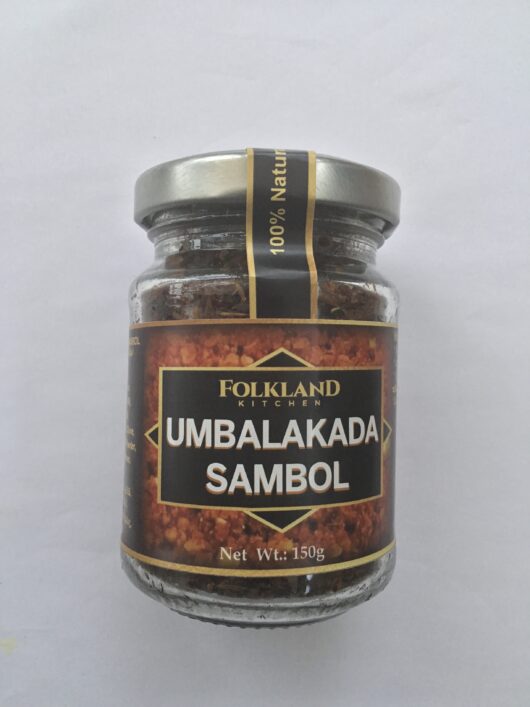 100% Natur
FOLKLAND
KITCHEN
UMBALAKADA
SAMBOL
Net Wt.: 150g